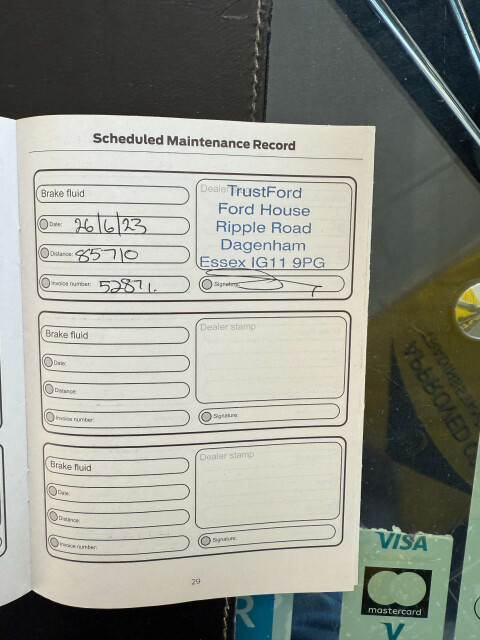 Scheduled Maintenance Record
Brake fluid
Date: 26/6/23
Distance: 85710
Invoice number: 52871.
Dealer
TrustFord
Ford House
Ripple Road
Dagenham
Essex IG11 9PG
Signature:
Brake fluid
Date:
Distance:
Invoice number:
Dealer stamp
Signature:
Brake fluid
Date:
Distance:
Invoice number:
Dealer stamp
Signature:
29
APPROVED
VISA
mastercard